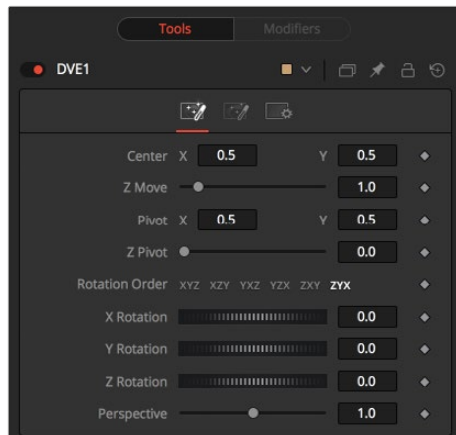 Tools Modifiers
DVE1
Center X 0.5 Y 0.5
Z Move 1.0
Pivot X 0.5 Y 0.5
Z Pivot 0.0
Rotation Order XYZ XZY YXZ YZX ZXY ZYX
X Rotation 0.0
Y Rotation 0.0
Z Rotation 0.0
Perspective 1.0